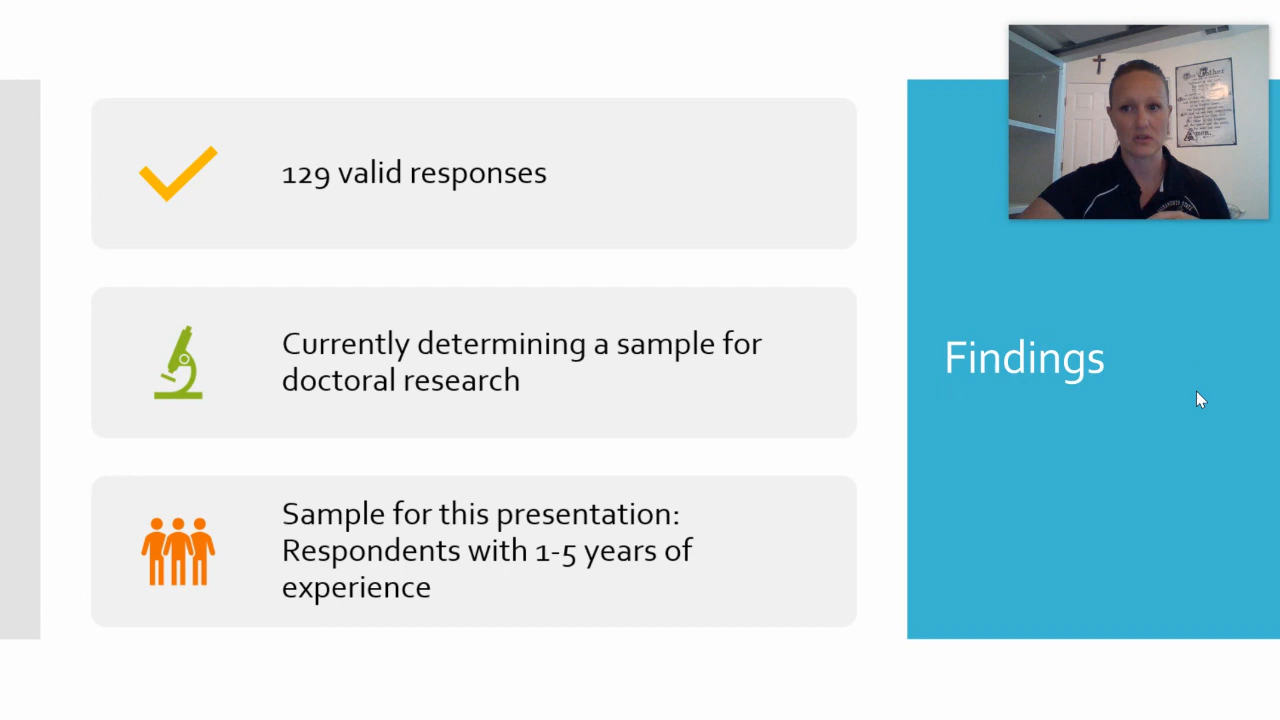 129 valid responses
Currently determining a sample for
doctoral research
Sample for this presentation:
Respondents with 1-5 years of
experience
Findings
Amen.